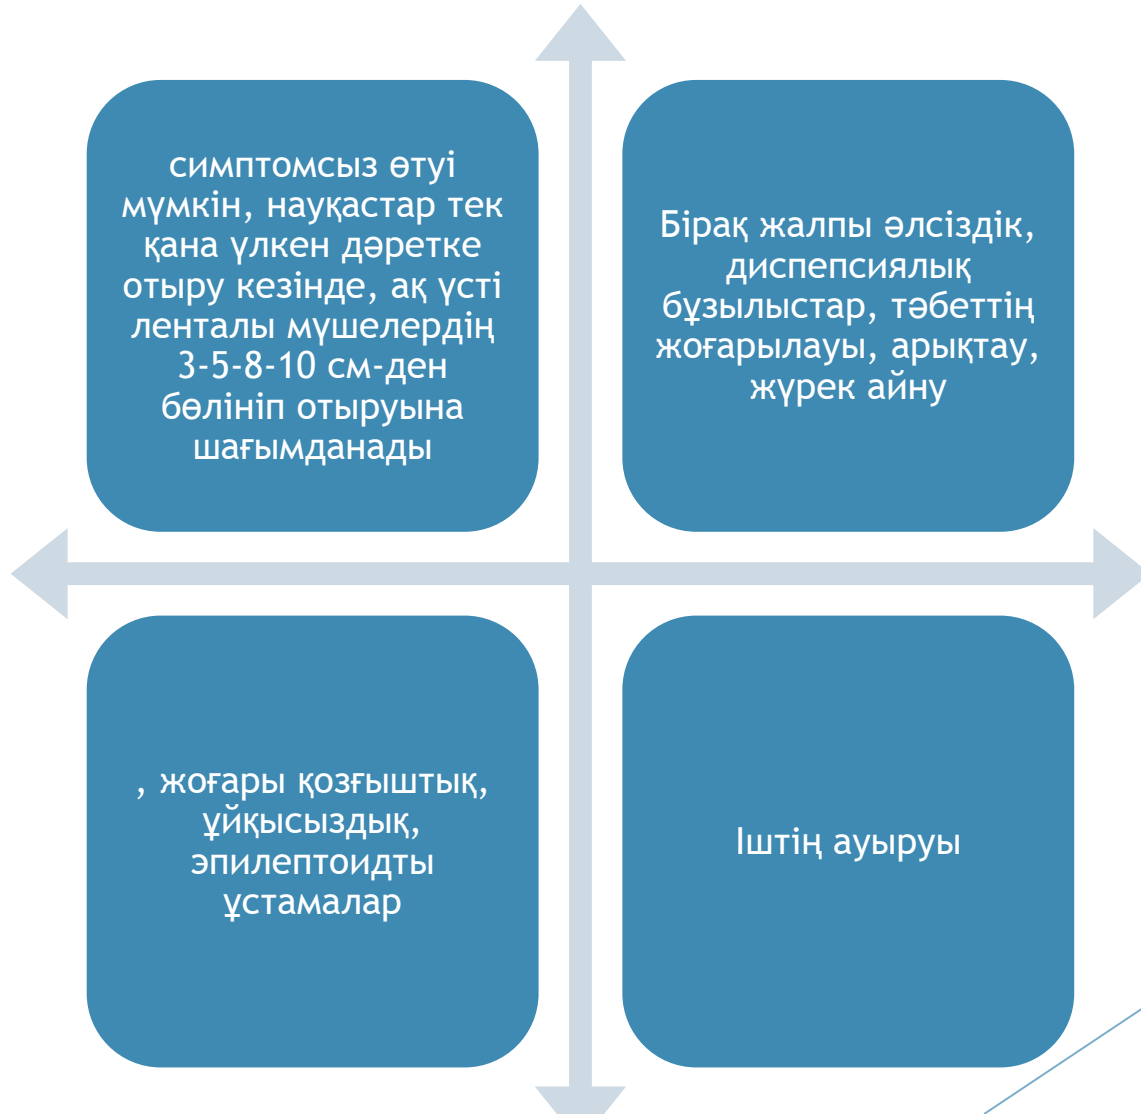 симптомсыз өтуі
мүмкін, науқастар тек
қана үлкен дәретке
отыру кезінде, ақ үсті
ленталы мүшелердің
3-5-8-10 см-ден
бөлініп отыруына
шағымданады
Бірақ жалпы әлсіздік,
диспепсиялық
бұзылыстар, тәбеттің
жоғарылауы, арықтау,
жүрек айну
, жоғары қозғыштық,
ұйқысыздық,
эпилептоидты
ұстамалар
Іштің ауыруы